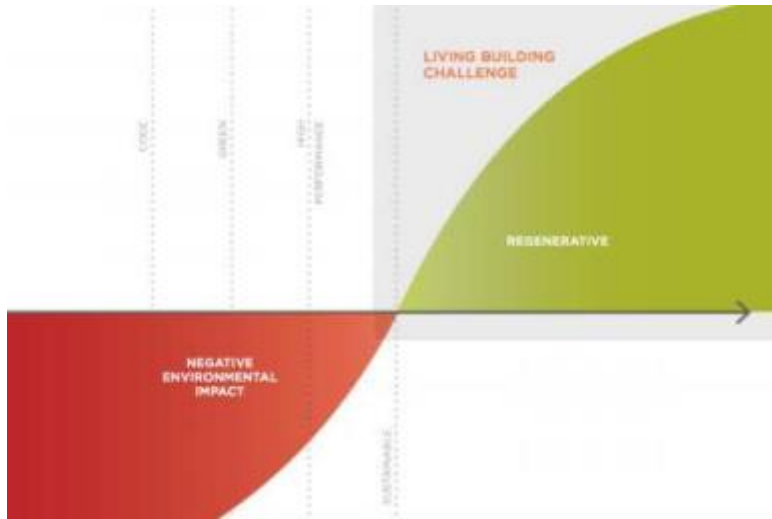 LIVING BUILDING
CHALLENGE
CODE
GREEN
HIGH
PERFORMANCE
REGENERATIVE
NEGATIVE
ENVIRONMENTAL
IMPACT
SUSTAINABLE